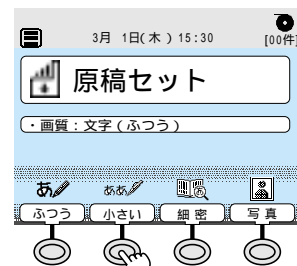 3月 1日(木)15:30
[00件]
原稿セット
・画質:文字(ふつう)
あ ああ
ふつう 小さい 細密 写真